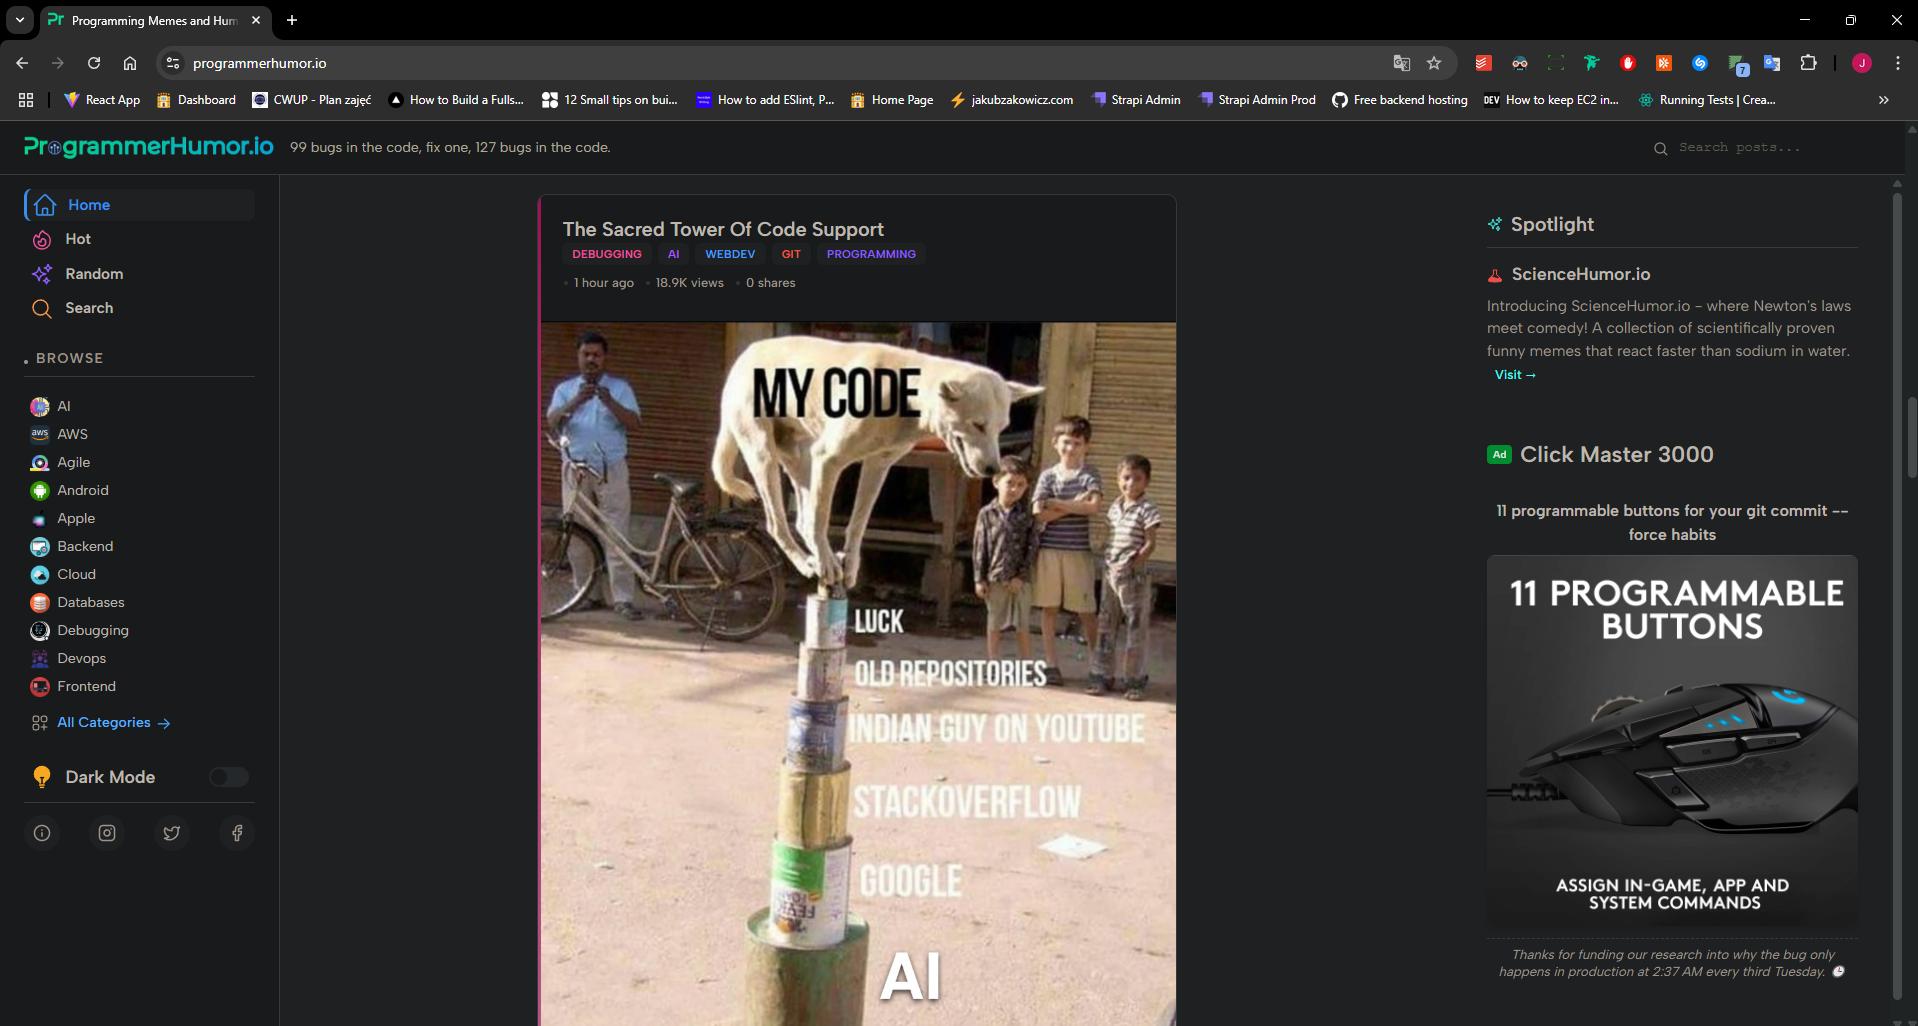 Programming Memes and Hum
programmerhumor.io
React App
Dashboard
CWUP - Plan zajęć
How to Build a Fulls...
12 Small tips on bui...
How to add ESlint, P...
Home Page
jakubzakowicz.com
Strapi Admin
Strapi Admin Prod
Free backend hosting
DEV
How to keep EC2 in...
Running Tests | Crea...
7
J
ProgrammerHumor.io
99 bugs in the code, fix one, 127 bugs in the code.
Search posts...
Home
Hot
Random
Search
BROWSE
AI
aws
AWS
Agile
Android
Apple
Backend
Cloud
Databases
Debugging
Devops
Frontend
All Categories →
Dark Mode
The Sacred Tower Of Code Support
DEBUGGING AI WEBDEV GIT PROGRAMMING
• 1 hour ago • 18.9K views • 0 shares
MY CODE
LUCK
OLD REPOSITORIES
INDIAN GUY ON YOUTUBE
STACKOVERFLOW
GOOGLE
AI
Spotlight
ScienceHumor.io
Introducing ScienceHumor.io - where Newton's laws
meet comedy! A collection of scientifically proven
funny memes that react faster than sodium in water.
Visit →
Ad Click Master 3000
11 programmable buttons for your git commit --
force habits
11 PROGRAMMABLE
BUTTONS
ASSIGN IN-GAME, APP AND
SYSTEM COMMANDS
Thanks for funding our research into why the bug only
happens in production at 2:37 AM every third Tuesday.